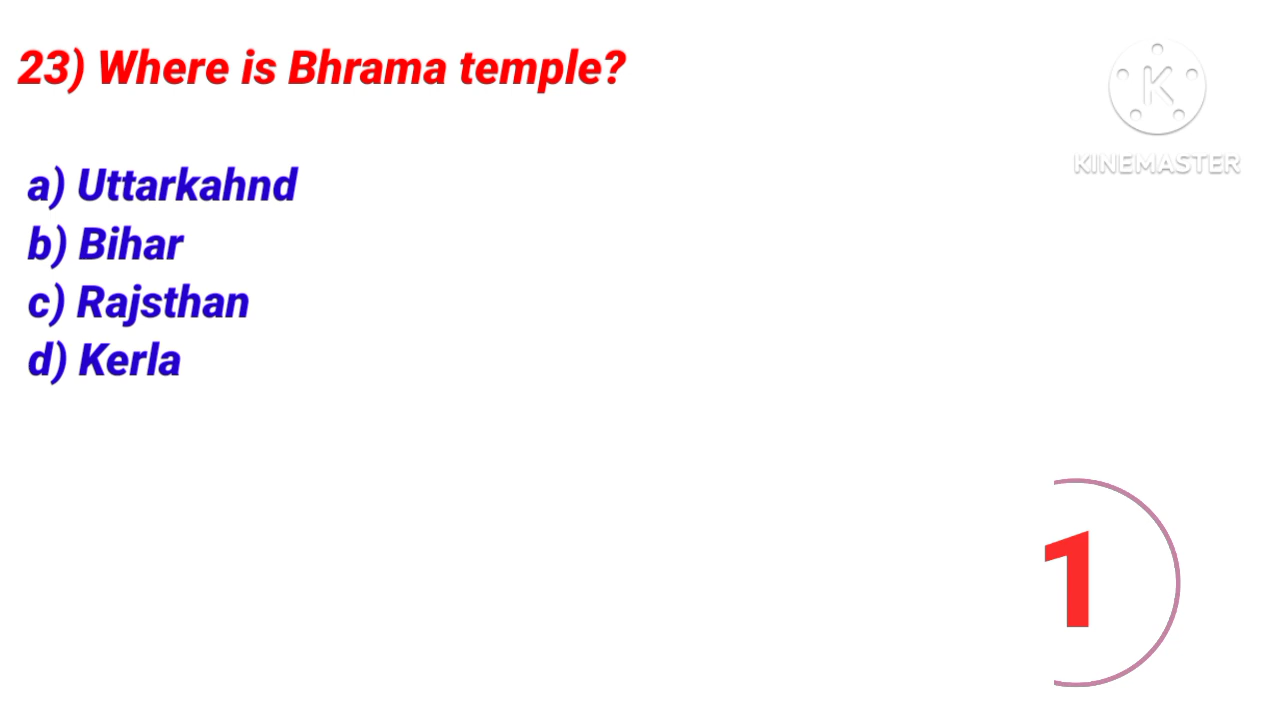 23) Where is Bhrama temple?
a) Uttarkahnd
b) Bihar
c) Rajsthan
d) Kerla
K
KINEMASTER
1